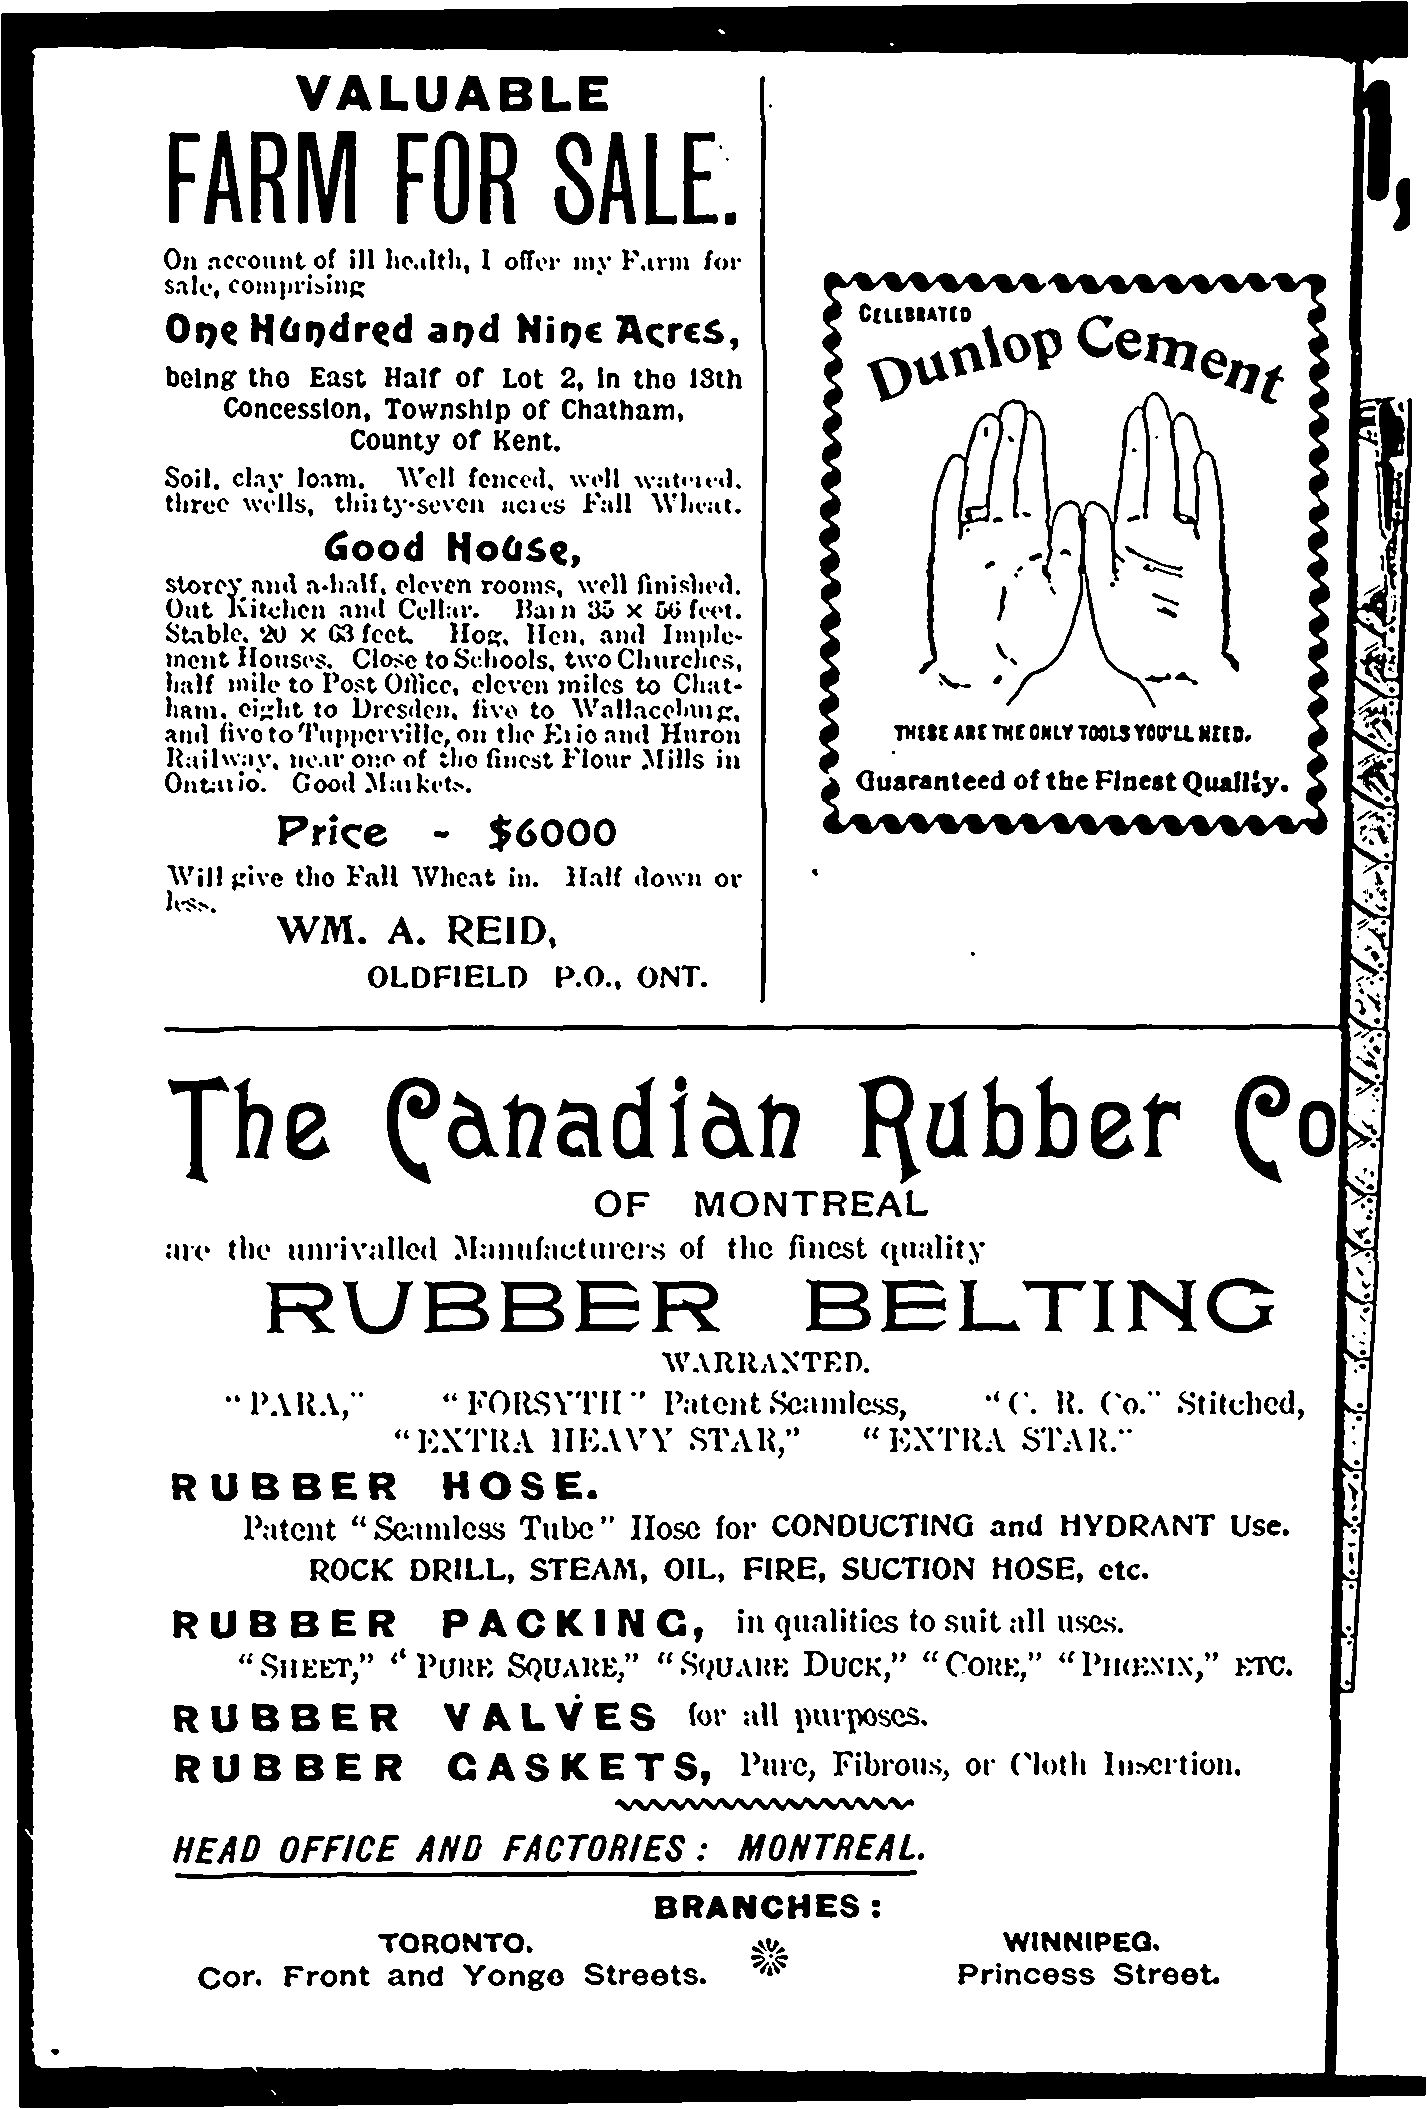 VALUABLE
FARM FOR SALE.
On account of ill health, I offer my Farm for
sale, comprising
One Hundred and Nine Acres,
being the East Half of Lot 2, in the 13th
Concession, Township of Chatham,
County of Kent.
Soil, clay loam. Well fenced, well watered,
three wells, thirty-seven acres Fall Wheat.
Good House,
storey and a-half, eleven rooms, well finished.
Out Kitchen and Cellar. Barn 35 x 56 feet.
Stable, 20 x 63 feet. Hog, Hen, and Imple-
ment Houses. Close to Schools, two Churches,
half mile to Post Office, eleven miles to Chat-
ham, eight to Dresden, five to Wallaceburg,
and five to Tupperville, on the Erie and Huron
Railway, near one of the finest Flour Mills in
Ontario. Good Markets.
Price - $6000
Will give the Fall Wheat in. Half down or
less.
WM. A. REID,
OLDFIELD P.O., ONT.
CELEBRATED
Dunlop Cement
THESE ARE THE ONLY TOOLS YOU'LL NEED.
Guaranteed of the Finest Quality.
The Canadian Rubber Co
OF MONTREAL
are the unrivalled Manufacturers of the finest quality
RUBBER BELTING
WARRANTED.
"PARA," "FORSYTH" Patent Seamless, "C. R. Co." Stitched,
"EXTRA HEAVY STAR," "EXTRA STAR."
RUBBER HOSE.
Patent "Seamless Tube" Hose for CONDUCTING and HYDRANT Use.
ROCK DRILL, STEAM, OIL, FIRE, SUCTION HOSE, etc.
RUBBER PACKING, in qualities to suit all uses.
"SHEET," "PURE SQUARE," "SQUARE DUCK," "CORE," "PHOENIX," ETC.
RUBBER VALVES for all purposes.
RUBBER GASKETS, Pure, Fibrous, or Cloth Insertion.
HEAD OFFICE AND FACTORIES: MONTREAL.
BRANCHES:
TORONTO.
Cor. Front and Yonge Streets.
WINNIPEG.
Princess Street.